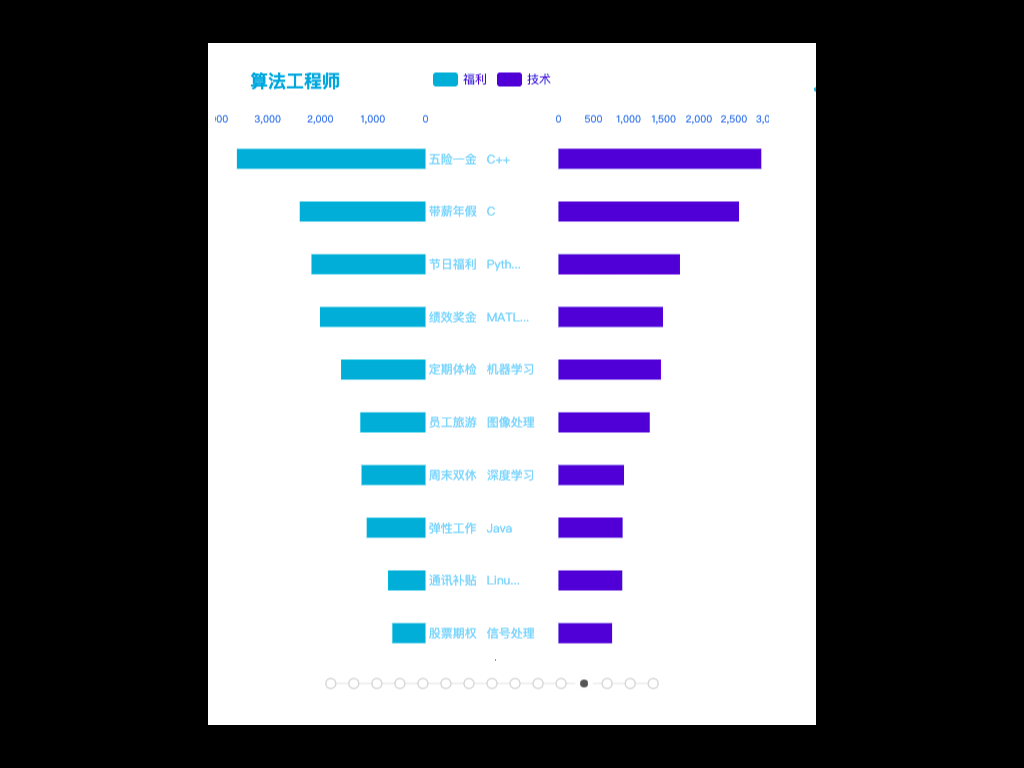 算法工程师
福利 技术
00 3,000 2,000 1,000 0 0 500 1,000 1,500 2,000 2,500 3,0
五险一金 C++
带薪年假 C
节日福利 Pyth...
绩效奖金 MATL...
定期体检 机器学习
员工旅游 图像处理
周末双休 深度学习
弹性工作 Java
通讯补贴 Linu...
股票期权 信号处理